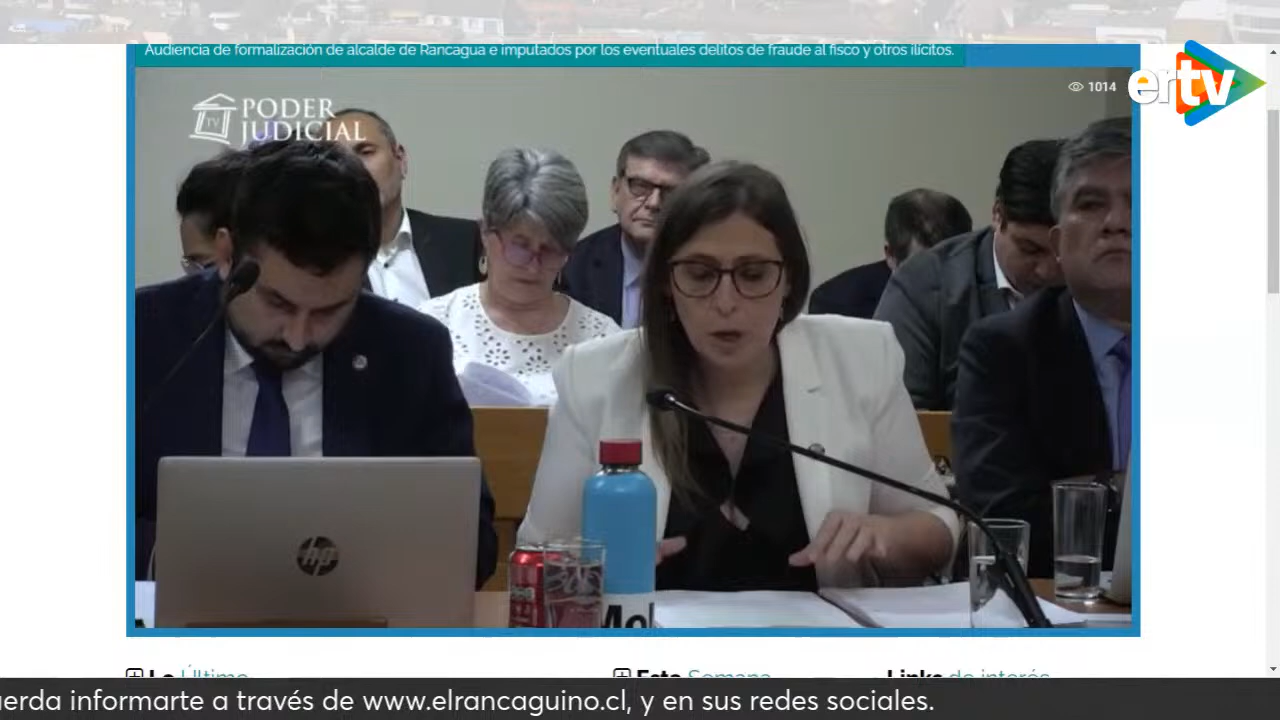 Audiencia de formalización de alcalde de Rancagua e imputados por los eventuales delitos de fraude al fisco y otros ilícitos.
1014
ertv
PODER
JUDICIAL
TV
hp
Lo Último
Esta Semana
Links de interés
uerda informarte a través de www.elrancaguino.cl, y en sus redes sociales.